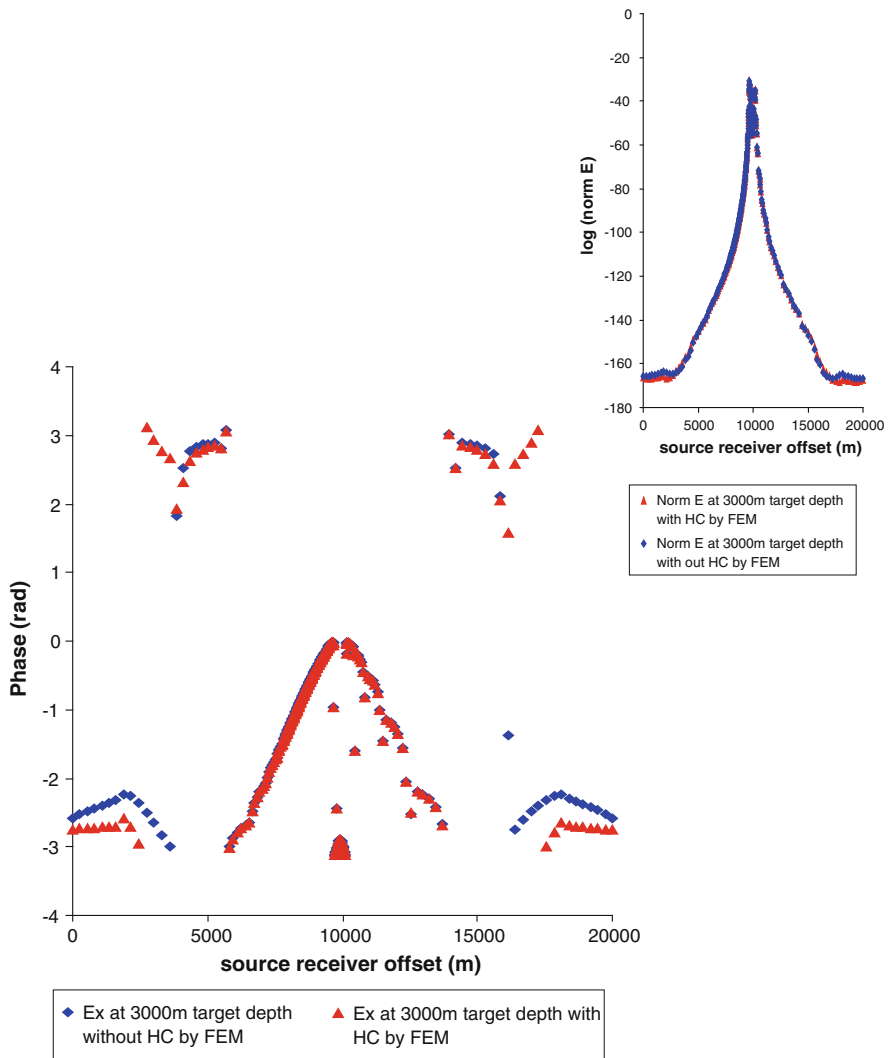 0
-20
-40
-60
-80
-100
-120
-140
-160
-180
log (norm E)
0 5000 10000 15000 20000
source receiver offset (m)
Norm E at 3000m target depth
with HC by FEM
Norm E at 3000m target depth
with out HC by FEM
4
3
2
1
0
-1
-2
-3
-4
Phase (rad)
0 5000 10000 15000 20000
source receiver offset (m)
Ex at 3000m target depth
without HC by FEM
Ex at 3000m target depth with
HC by FEM